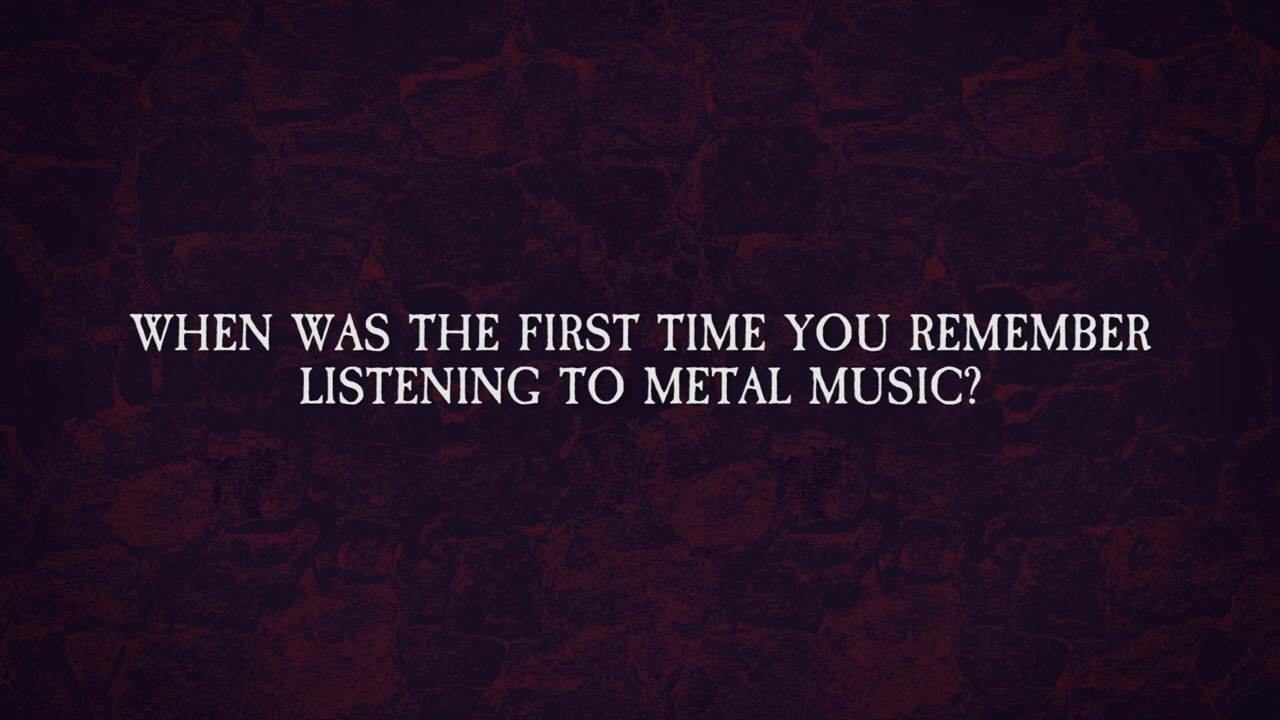 WHEN WAS THE FIRST TIME YOU REMEMBER
LISTENING TO METAL MUSIC?